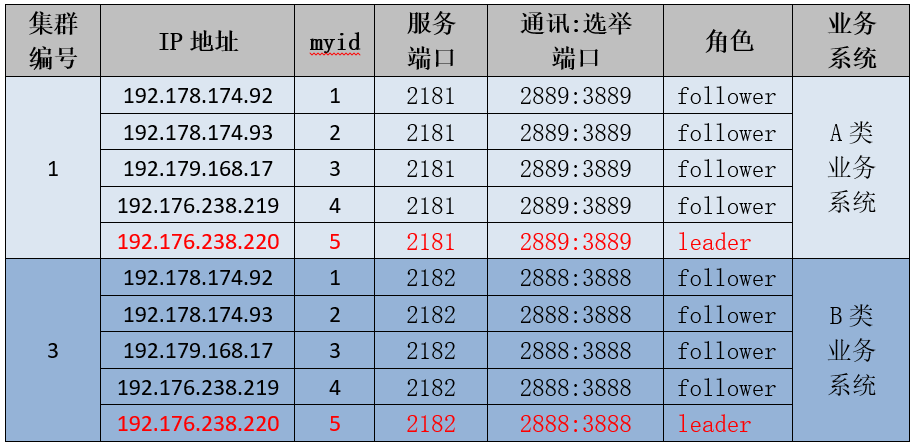 集群编号 IP 地址 myid 服务端口 通讯:选举端口 角色 业务系统
1 192.178.174.92 1 2181 2889:3889 follower A 类业务系统
192.178.174.93 2 2181 2889:3889 follower
192.179.168.17 3 2181 2889:3889 follower
192.176.238.219 4 2181 2889:3889 follower
192.176.238.220 5 2181 2889:3889 leader
3 192.178.174.92 1 2182 2888:3888 follower B 类业务系统
192.178.174.93 2 2182 2888:3888 follower
192.179.168.17 3 2182 2888:3888 follower
192.176.238.219 4 2182 2888:3888 follower
192.176.238.220 5 2182 2888:3888 leader